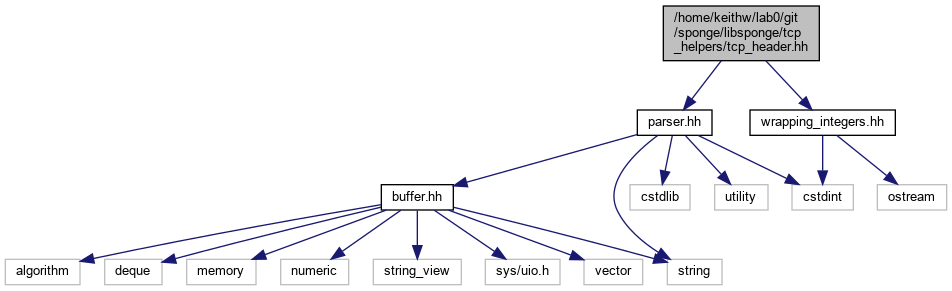 /home/keithw/lab0/git
/sponge/libsponge/tcp
_helpers/tcp_header.hh
parser.hh
wrapping_integers.hh
buffer.hh
cstdlib
utility
cstdint
ostream
algorithm
deque
memory
numeric
string_view
sys/uio.h
vector
string